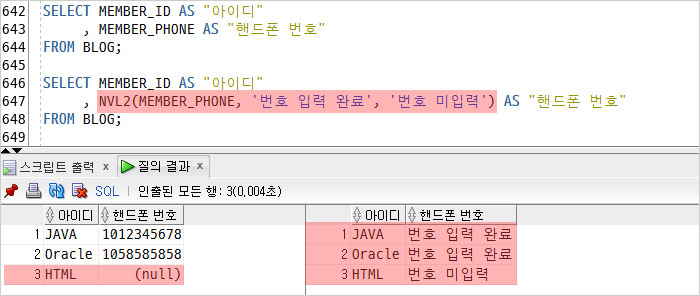 642 SELECT MEMBER_ID AS "아이디"
643 , MEMBER_PHONE AS "핸드폰 번호"
644 FROM BLOG;
645
646 SELECT MEMBER_ID AS "아이디"
647 , NVL2(MEMBER_PHONE, '번호 입력 완료', '번호 미입력') AS "핸드폰 번호"
648 FROM BLOG;
649
스크립트 출력 x 질의 결과 x
SQL | 인출된 모든 행: 3(0,004초)
아이디 핸드폰 번호
1 JAVA 1012345678
2 Oracle 1058585858
3 HTML (null)
아이디 핸드폰 번호
1 JAVA 번호 입력 완료
2 Oracle 번호 입력 완료
3 HTML 번호 미입력